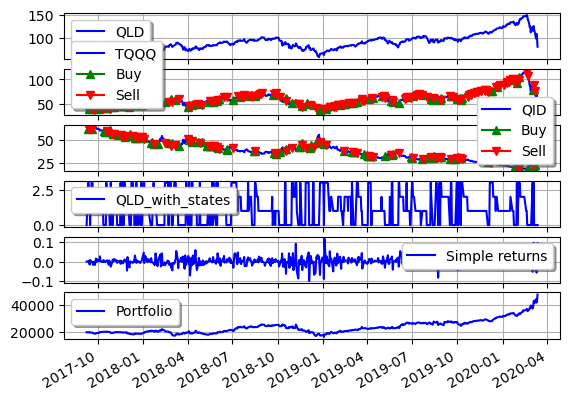 150
100
QLD
TQQQ
Buy
Sell
100
50
QID
Buy
Sell
50
25
2.5
0.0
QLD_with_states
0.1
0.0
−0.1
Simple returns
40000
20000
Portfolio
2017-10
2018-01
2018-04
2018-07
2018-10
2019-01
2019-04
2019-07
2019-10
2020-01
2020-04